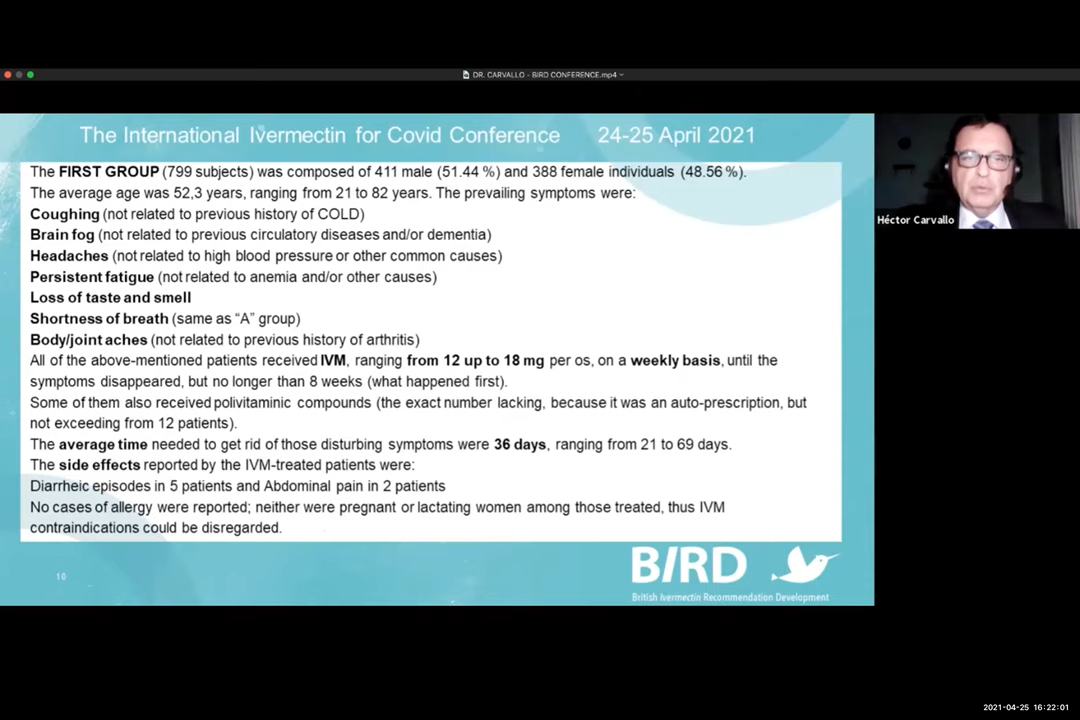 DR. CARVALLO - BIRD CONFERENCE.mp4
The International Ivermectin for Covid Conference 24-25 April 2021
The FIRST GROUP (799 subjects) was composed of 411 male (51.44 %) and 388 female individuals (48.56 %).
The average age was 52,3 years, ranging from 21 to 82 years. The prevailing symptoms were:
Coughing (not related to previous history of COLD)
Brain fog (not related to previous circulatory diseases and/or dementia)
Headaches (not related to high blood pressure or other common causes)
Persistent fatigue (not related to anemia and/or other causes)
Loss of taste and smell
Shortness of breath (same as “A” group)
Body/joint aches (not related to previous history of arthritis)
All of the above-mentioned patients received IVM, ranging from 12 up to 18 mg per os, on a weekly basis, until the
symptoms disappeared, but no longer than 8 weeks (what happened first).
Some of them also received polivitaminic compounds (the exact number lacking, because it was an auto-prescription, but
not exceeding from 12 patients).
The average time needed to get rid of those disturbing symptoms were 36 days, ranging from 21 to 69 days.
The side effects reported by the IVM-treated patients were:
Diarrheic episodes in 5 patients and Abdominal pain in 2 patients
No cases of allergy were reported; neither were pregnant or lactating women among those treated, thus IVM
contraindications could be disregarded.
Héctor Carvallo
10
BIRD
British Ivermectin Recommendation Development
2021-04-25 16:22:01